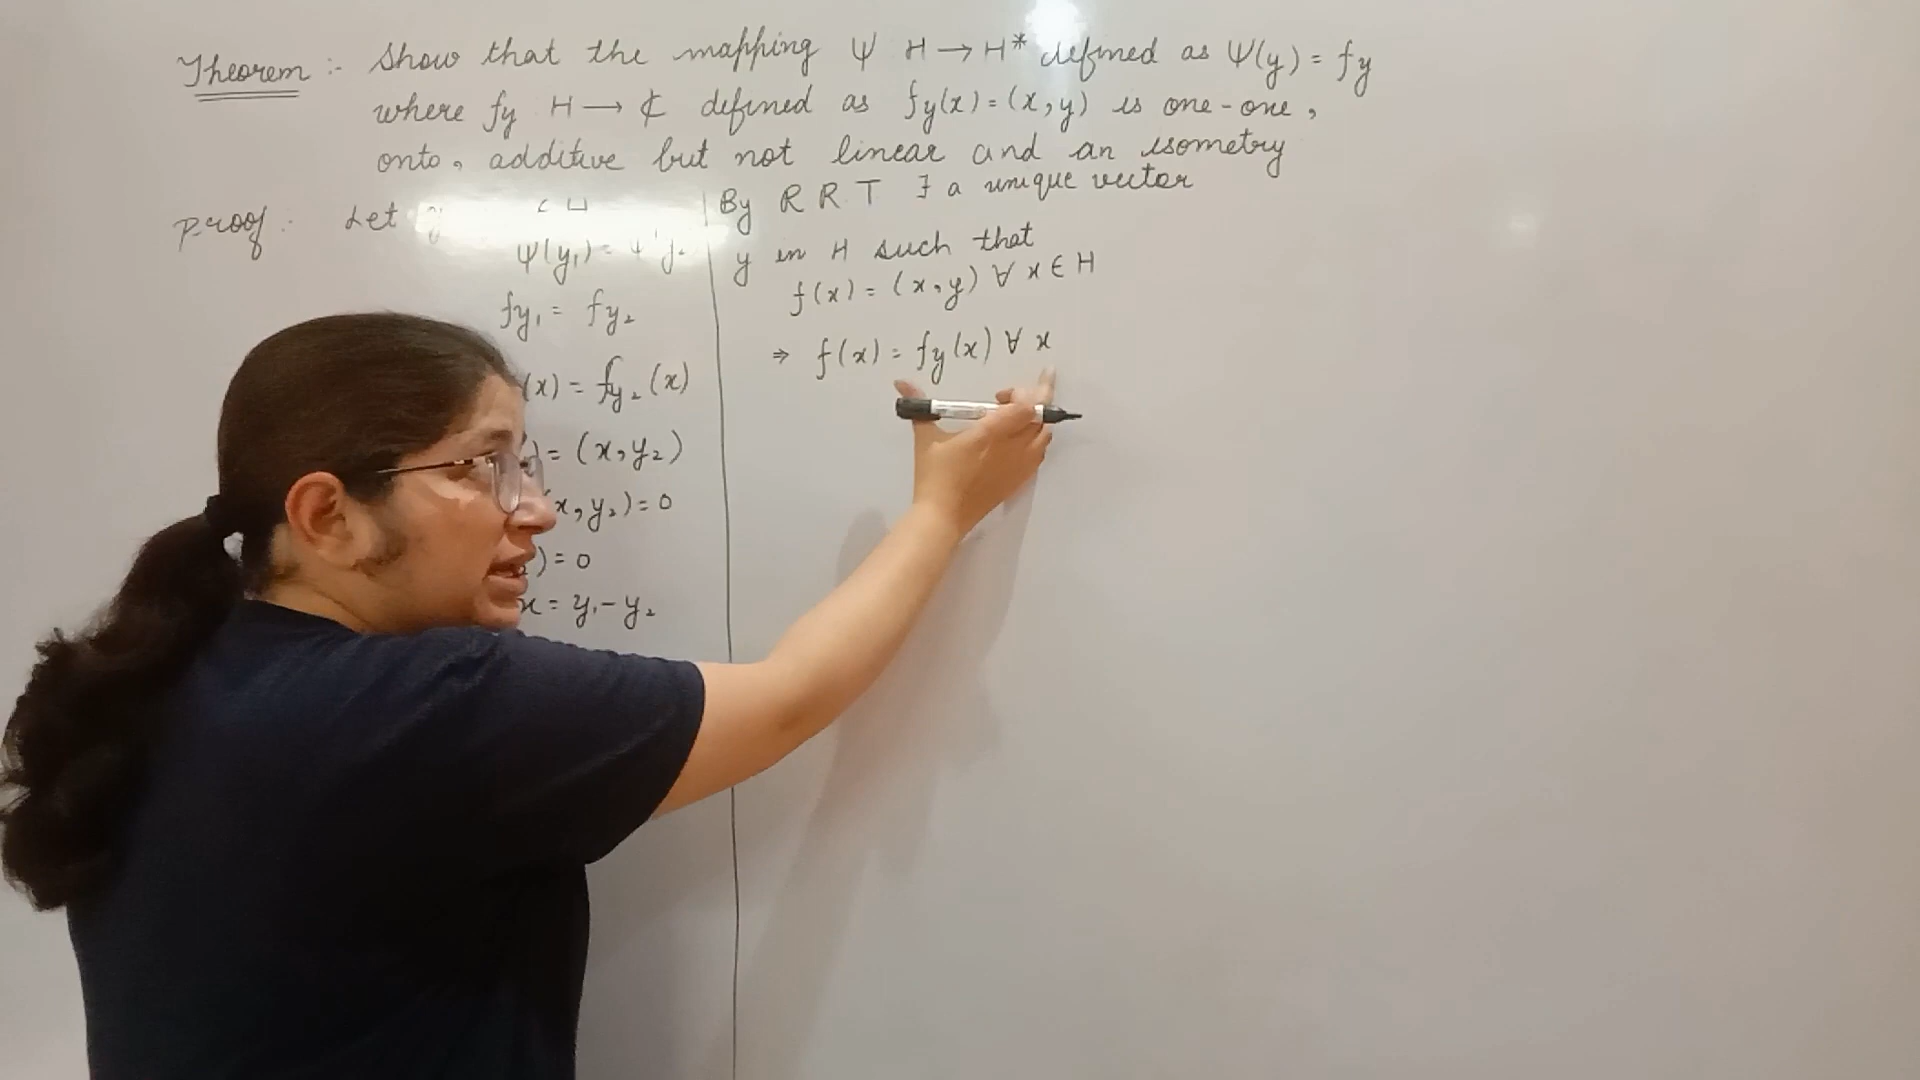 Theorem :- Show that the mapping Ψ H → H* defined as Ψ(y) = fy
where fy H → ₵ defined as fy(x) = (x, y) is one-one,
onto, additive but not linear and an isometry
Proof : Let
Ψ(y₁) =
fy₁ = fy₂
(x) = fy₂(x)
) = (x, y₂)
x, y₂) = 0
₂) = 0
x = y₁ - y₂
By R R T ∃ a unique vector
y in H such that
f(x) = (x, y) ∀ x ∈ H
⇒ f(x) = fy(x) ∀ x